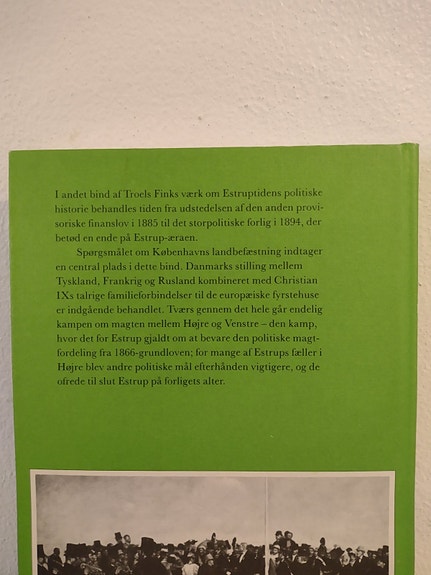 I andet bind af Troels Finks værk om Estruptidens politiske
historie behandles tiden fra udstedelsen af den anden provi-
soriske finanslov i 1885 til det storpolitiske forlig i 1894, der
betød en ende på Estrup-æraen.
Spørgsmålet om Københavns landbefæstning indtager
en central plads i dette bind. Danmarks stilling mellem
Tyskland, Frankrig og Rusland kombineret med Christian
IXs talrige familieforbindelser til de europæiske fyrstehuse
er indgående behandlet. Tværs gennem det hele går endelig
kampen om magten mellem Højre og Venstre – den kamp,
hvor det for Estrup gjaldt om at bevare den politiske magt-
fordeling fra 1866-grundloven; for mange af Estrups fæller i
Højre blev andre politiske mål efterhånden vigtigere, og de
ofrede til slut Estrup på forligets alter.